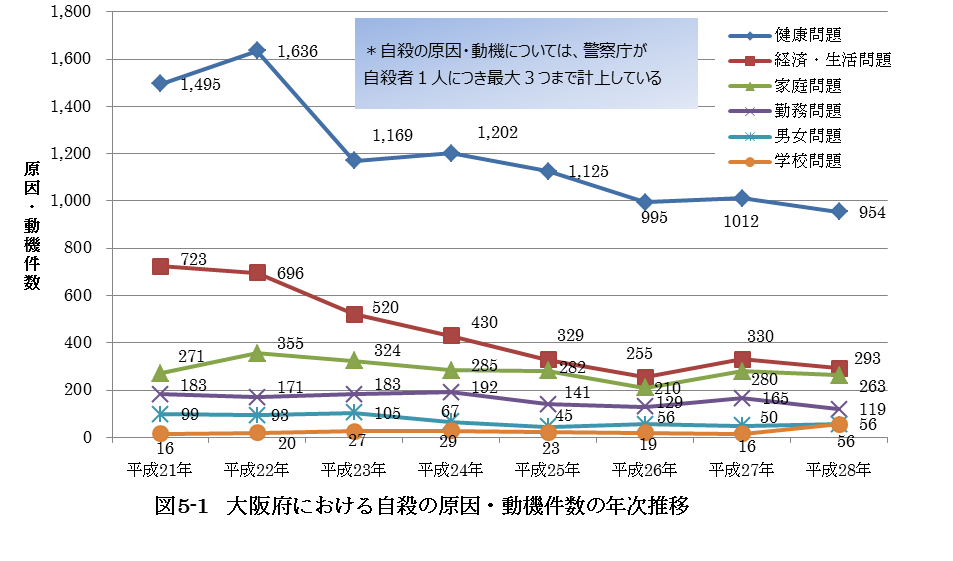 1,800
1,600
1,400
1,200
1,000
800
600
400
200
0
原因・動機件数
＊自殺の原因・動機については、警察庁が
自殺者１人につき最大３つまで計上している
健康問題
経済・生活問題
家庭問題
勤務問題
男女問題
学校問題
1,495 1,636 1,169 1,202 1,125 995 1012 954
723 696 520 430 329 255 330 293
271 355 324 285 282 210 280 263
183 171 183 192 141 129 165 119
99 93 105 67 45 56 50 56
16 20 27 29 23 19 16 56
平成21年 平成22年 平成23年 平成24年 平成25年 平成26年 平成27年 平成28年
図5-1 大阪府における自殺の原因・動機件数の年次推移